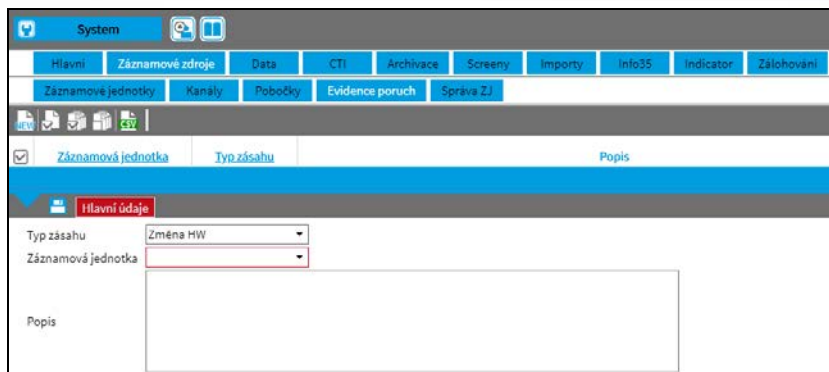 System
Hlavní Záznamové zdroje Data CTI Archivace Screeny Importy Info35 Indicator Zálohování
Záznamové jednotky Kanály Pobočky Evidence poruch Správa ZJ
NEW CSV
Záznamová jednotka Typ zásahu Popis
Hlavní údaje
Typ zásahu Změna HW
Záznamová jednotka
Popis